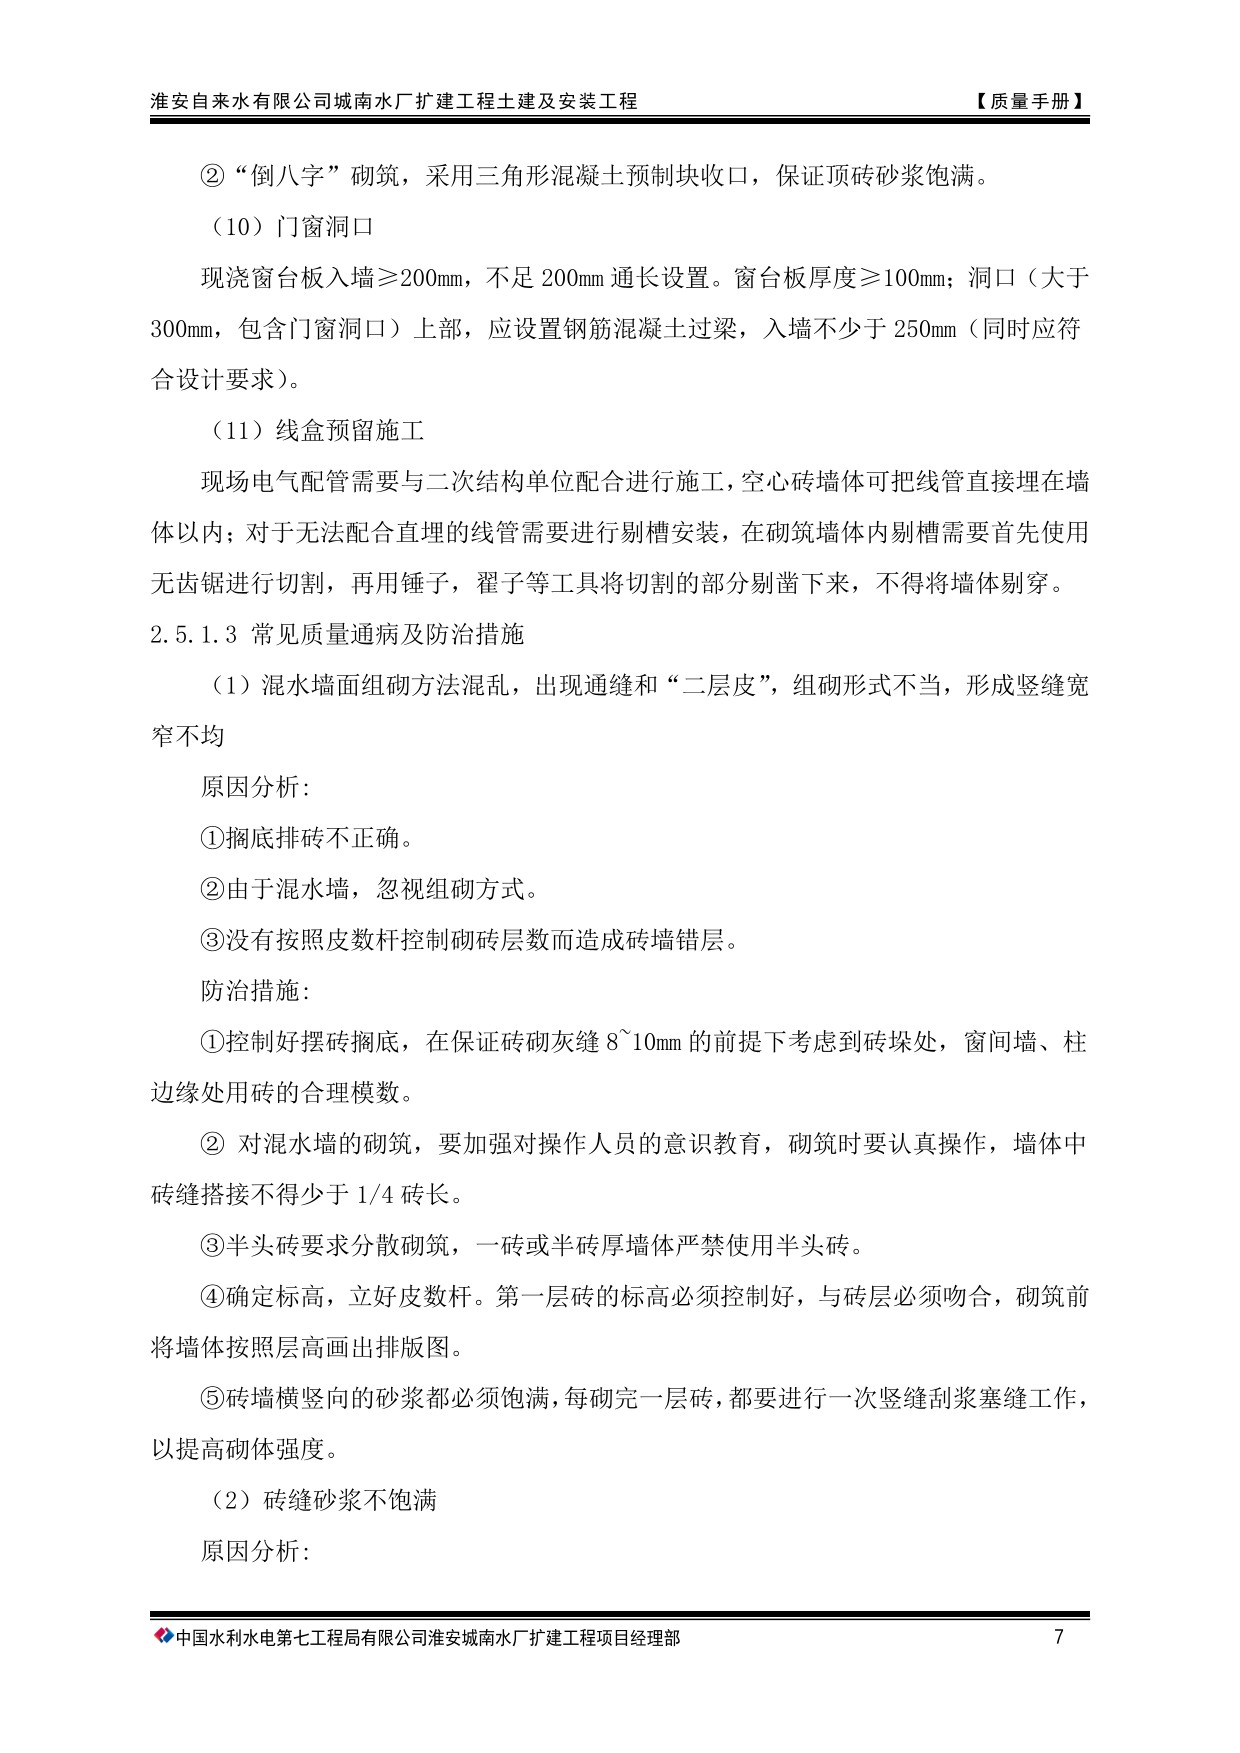 淮安自来水有限公司城南水厂扩建工程土建及安装工程 【质量手册】
②“倒八字”砌筑，采用三角形混凝土预制块收口，保证顶砖砂浆饱满。
（10）门窗洞口
现浇窗台板入墙≥200mm，不足 200mm 通长设置。窗台板厚度≥100mm；洞口（大于
300mm，包含门窗洞口）上部，应设置钢筋混凝土过梁，入墙不少于 250mm（同时应符
合设计要求）。
（11）线盒预留施工
现场电气配管需要与二次结构单位配合进行施工，空心砖墙体可把线管直接埋在墙
体以内；对于无法配合直埋的线管需要进行剔槽安装，在砌筑墙体内剔槽需要首先使用
无齿锯进行切割，再用锤子，翟子等工具将切割的部分剔凿下来，不得将墙体剔穿。
2.5.1.3 常见质量通病及防治措施
（1）混水墙面组砌方法混乱，出现通缝和“二层皮”，组砌形式不当，形成竖缝宽
窄不均
原因分析：
①搁底排砖不正确。
②由于混水墙，忽视组砌方式。
③没有按照皮数杆控制砌砖层数而造成砖墙错层。
防治措施：
①控制好摆砖搁底，在保证砖砌灰缝 8~10mm 的前提下考虑到砖垛处，窗间墙、柱
边缘处用砖的合理模数。
② 对混水墙的砌筑，要加强对操作人员的意识教育，砌筑时要认真操作，墙体中
砖缝搭接不得少于 1/4 砖长。
③半头砖要求分散砌筑，一砖或半砖厚墙体严禁使用半头砖。
④确定标高，立好皮数杆。第一层砖的标高必须控制好，与砖层必须吻合，砌筑前
将墙体按照层高画出排版图。
⑤砖墙横竖向的砂浆都必须饱满，每砌完一层砖，都要进行一次竖缝刮浆塞缝工作，
以提高砌体强度。
（2）砖缝砂浆不饱满
原因分析：
中国水利水电第七工程局有限公司淮安城南水厂扩建工程项目经理部 7